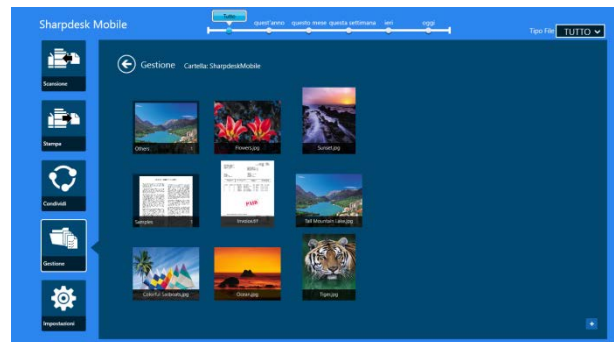 Sharpdesk Mobile
Tutto quest'anno questo mese questa settimana ieri oggi
Tipo File TUTTO
Scansione
Stampa
Condividi
Gestione
Impostazioni
Gestione Cartella: SharpdeskMobile
Others 1 Flowers.jpg Sunset.jpg
Samples 1 Invoice.tif Tall Mountain Lake.jpg
Colorful Sailboats.jpg Ocean.jpg Tiger.jpg